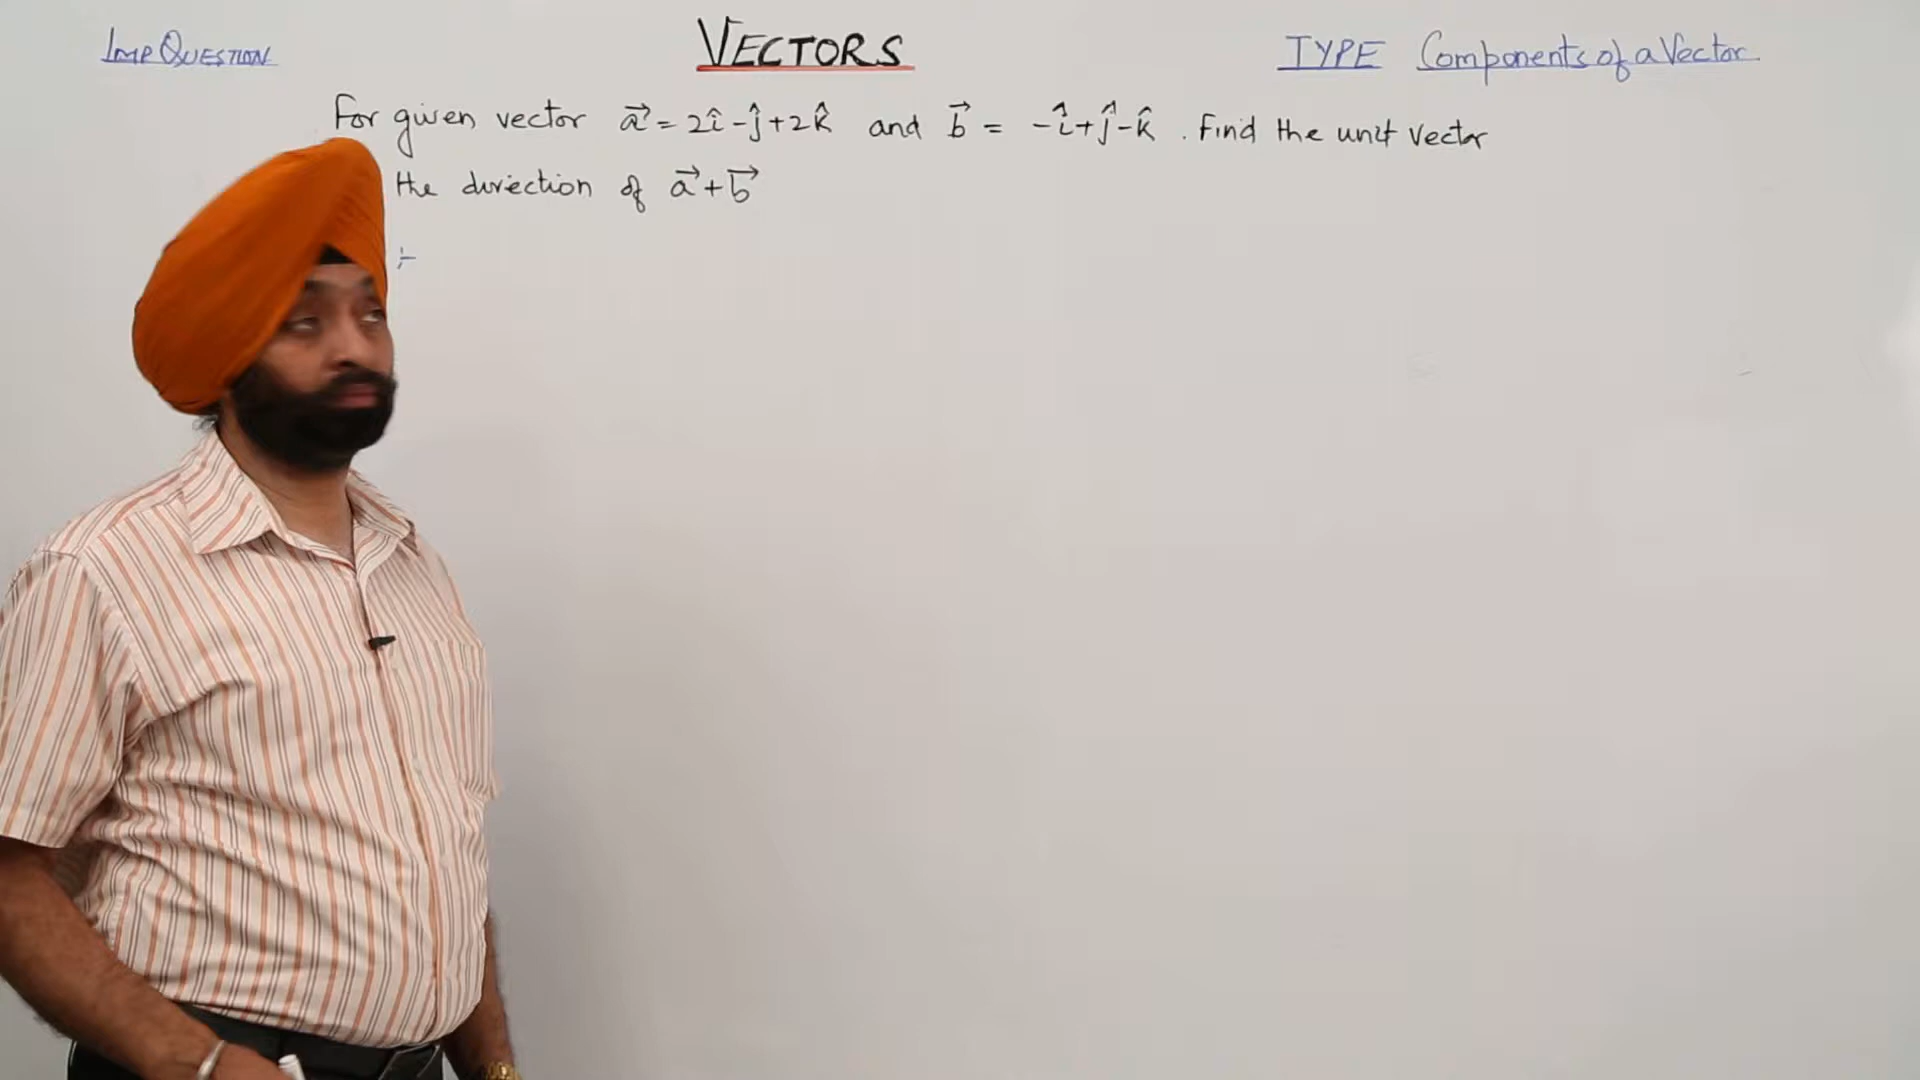 Imp Question
VECTORS
TYPE Components of a Vector
For given vector a⃗ = 2î - ĵ + 2k̂ and b⃗ = -î + ĵ - k̂ . Find the unit vector
the direction of a⃗ + b⃗
:-